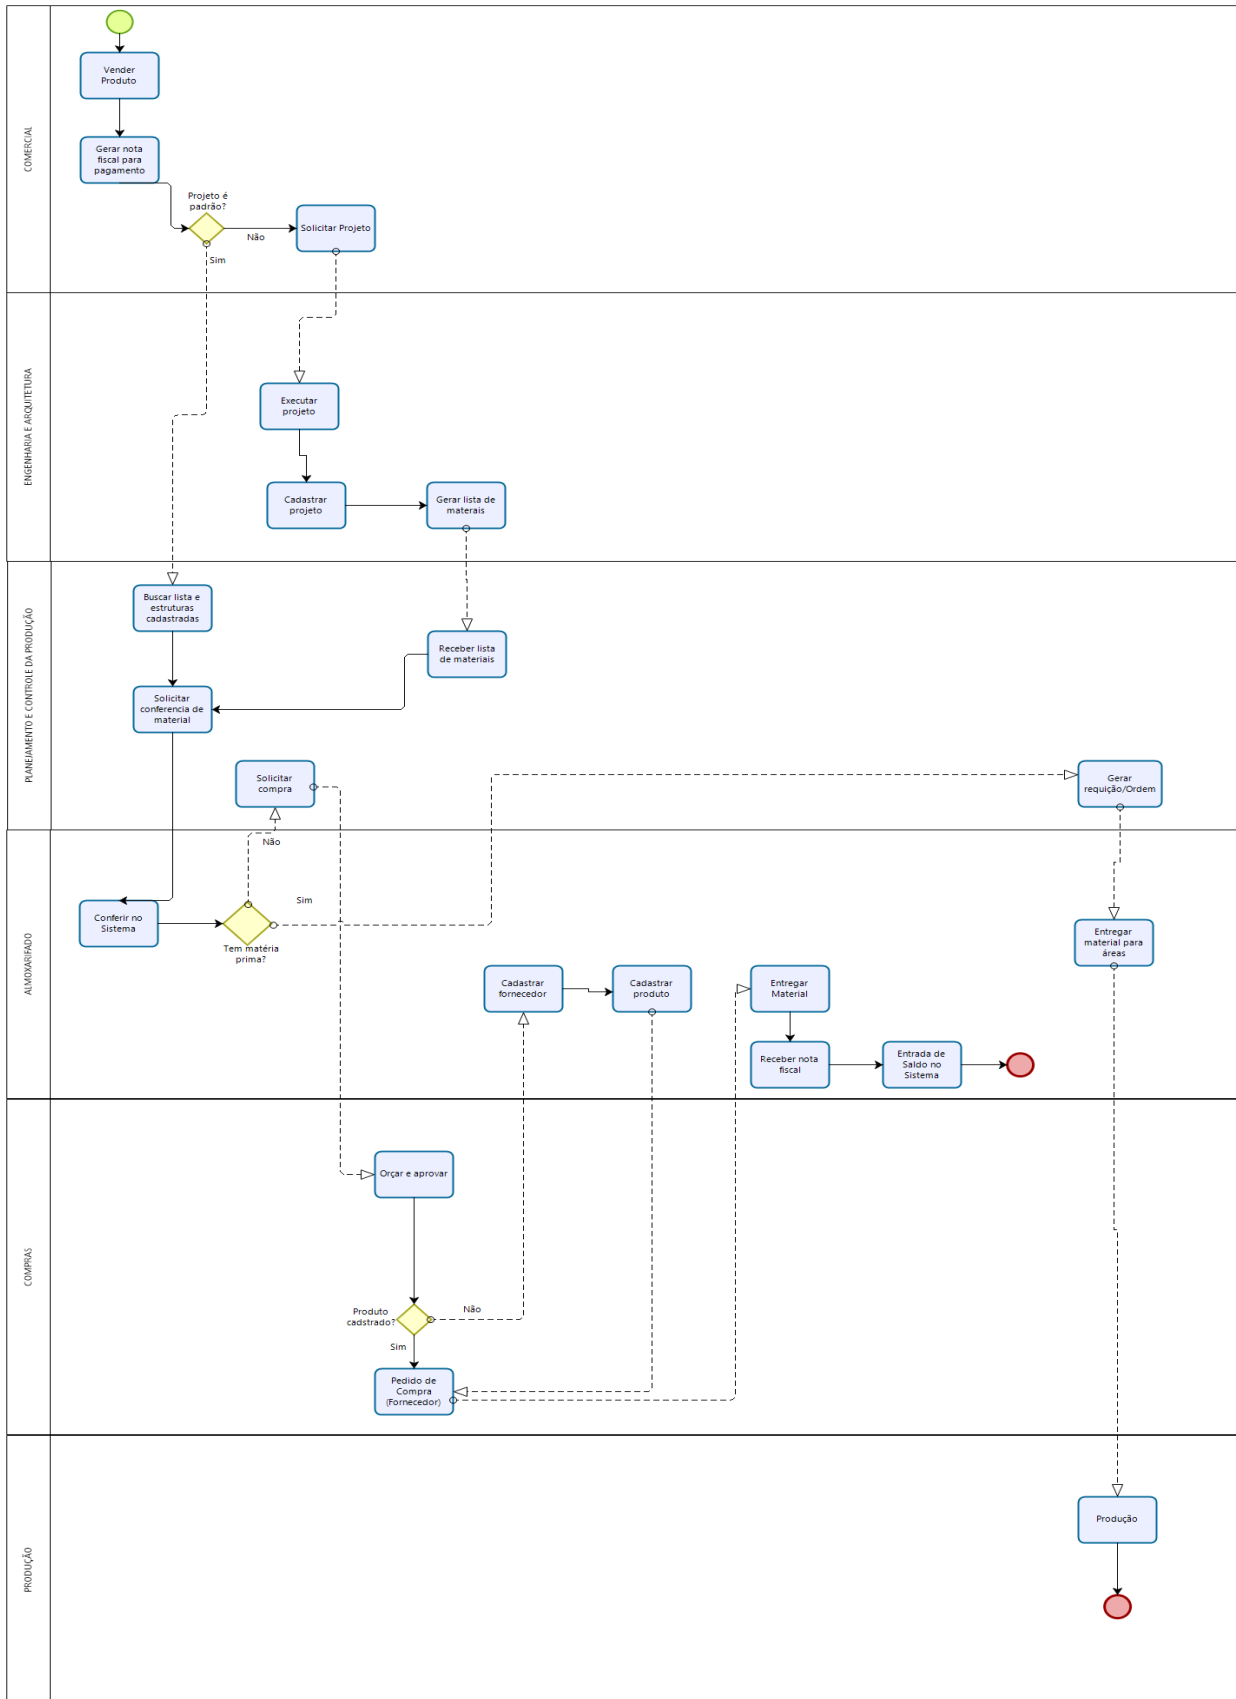 COMERCIAL
Vender
Produto
Gerar nota
fiscal para
pagamento
Projeto é
padrão?
Não
Sim
Solicitar Projeto
ENGENHARIA E ARQUITETURA
Executar
projeto
Cadastrar
projeto
Gerar lista de
materais
PLANEJAMENTO E CONTROLE DA PRODUÇÃO
Buscar lista e
estruturas
cadastradas
Receber lista
de materiais
Solicitar
conferencia de
material
Solicitar
compra
Gerar
requição/Ordem
ALMOXARIFADO
Não
Sim
Conferir no
Sistema
Tem matéria
prima?
Entregar
material para
áreas
Cadastrar
fornecedor
Cadastrar
produto
Entregar
Material
Receber nota
fiscal
Entrada de
Saldo no
Sistema
COMPRAS
Orçar e aprovar
Produto
cadstrado?
Não
Sim
Pedido de
Compra
(Fornecedor)
PRODUÇÃO
Produção